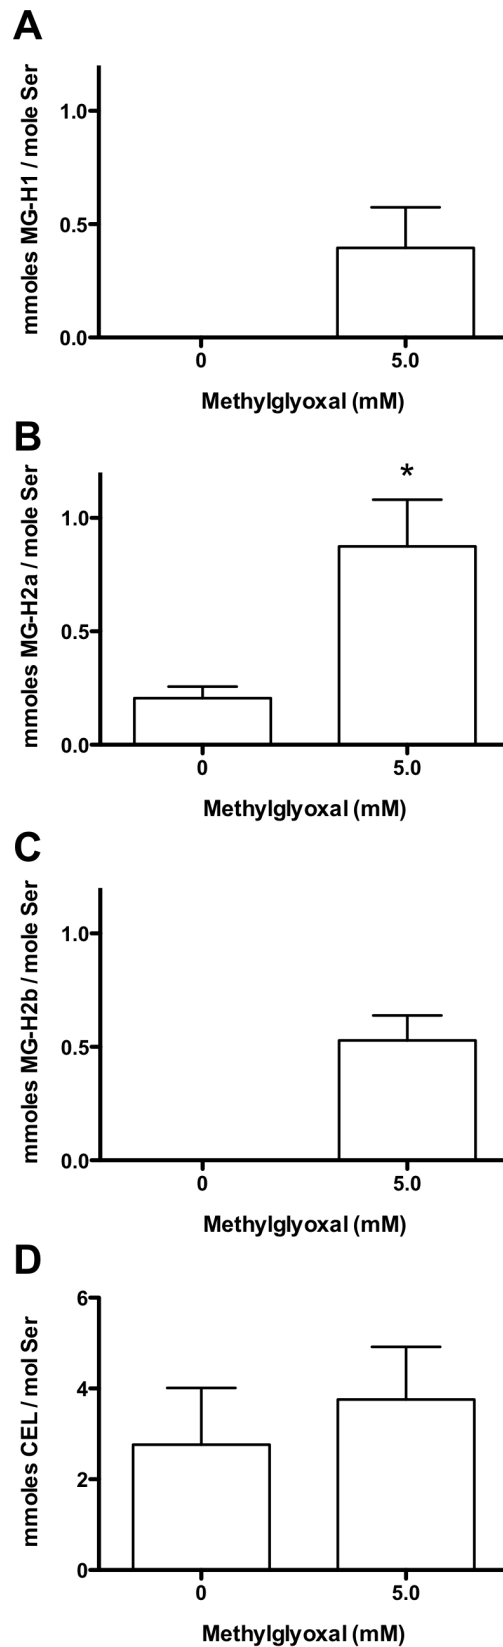 A
mmoles MG-H1 / mole Ser
1.0
0.5
0.0
0 5.0
Methylglyoxal (mM)
B
mmoles MG-H2a / mole Ser
*
1.0
0.5
0.0
0 5.0
Methylglyoxal (mM)
C
mmoles MG-H2b / mole Ser
1.0
0.5
0.0
0 5.0
Methylglyoxal (mM)
D
mmoles CEL / mol Ser
6
4
2
0
0 5.0
Methylglyoxal (mM)